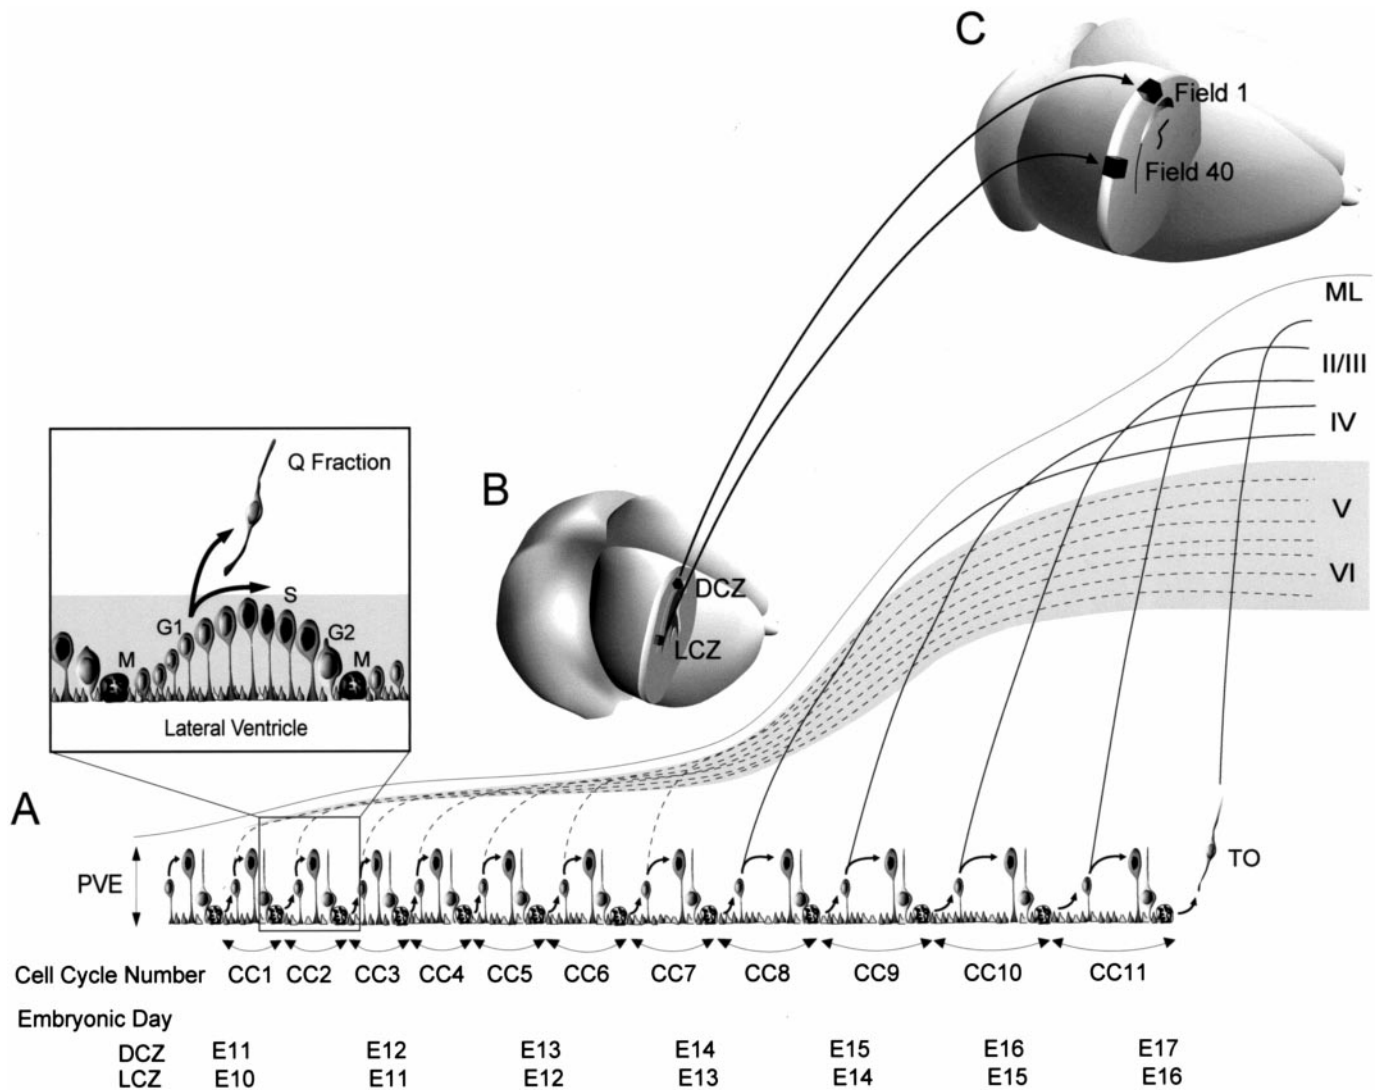 C
Field 1
Field 40
ML
II/III
IV
V
VI
B
DCZ
LCZ
Q Fraction
S
G1
G2
M
M
Lateral Ventricle
A
PVE
TO
Cell Cycle Number CC1 CC2 CC3 CC4 CC5 CC6 CC7 CC8 CC9 CC10 CC11
Embryonic Day
DCZ E11 E12 E13 E14 E15 E16 E17
LCZ E10 E11 E12 E13 E14 E15 E16